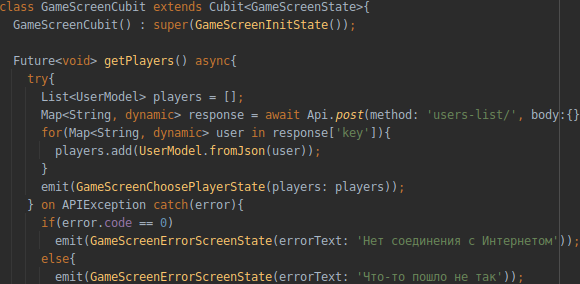 class GameScreenCubit extends Cubit<GameScreenState>{
  GameScreenCubit() : super(GameScreenInitState());

  Future<void> getPlayers() async{
    try{
      List<UserModel> players = [];
      Map<String, dynamic> response = await Api.post(method: 'users-list/', body:{}
      for(Map<String, dynamic> user in response['key']){
        players.add(UserModel.fromJson(user));
      }
      emit(GameScreenChoosePlayerState(players: players));
    } on APIException catch(error){
      if(error.code == 0)
        emit(GameScreenErrorScreenState(errorText: 'Нет соединения с Интернетом'));
      else{
        emit(GameScreenErrorScreenState(errorText: 'Что-то пошло не так'));